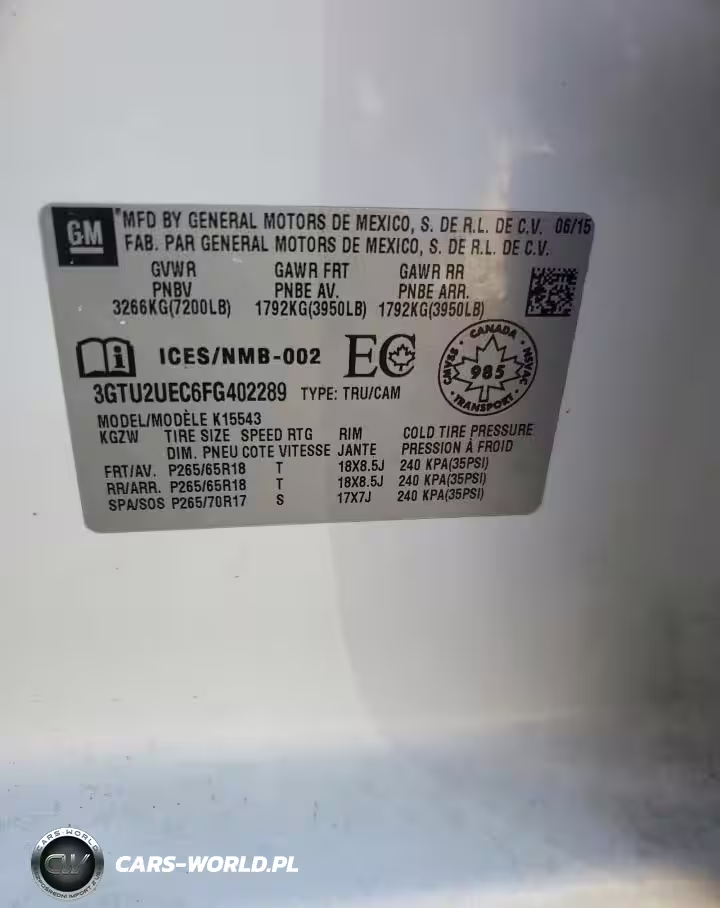 GM
*MFD BY GENERAL MOTORS DE MEXICO, S. DE R.L. DE C.V. 06/15
FAB. PAR GENERAL MOTORS DE MEXICO, S. DE R.L. DE C.V.
GVWR GAWR FRT GAWR RR
PNBV PNBE AV. PNBE ARR.
3266KG(7200LB) 1792KG(3950LB) 1792KG(3950LB)
i ICES/NMB-002 EC
CANADA
CMVSS 985 NSVAC
TRANSPORT
3GTU2UEC6FG402289 TYPE: TRU/CAM
MODEL/MODÈLE K15543
KGZW TIRE SIZE SPEED RTG RIM COLD TIRE PRESSURE
DIM. PNEU COTE VITESSE JANTE PRESSION À FROID
FRT/AV. P265/65R18 T 18X8.5J 240 KPA(35PSI)
RR/ARR. P265/65R18 T 18X8.5J 240 KPA(35PSI)
SPA/SOS P265/70R17 S 17X7J 240 KPA(35PSI)
CARS-WORLD
CW
CARS-WORLD.PL